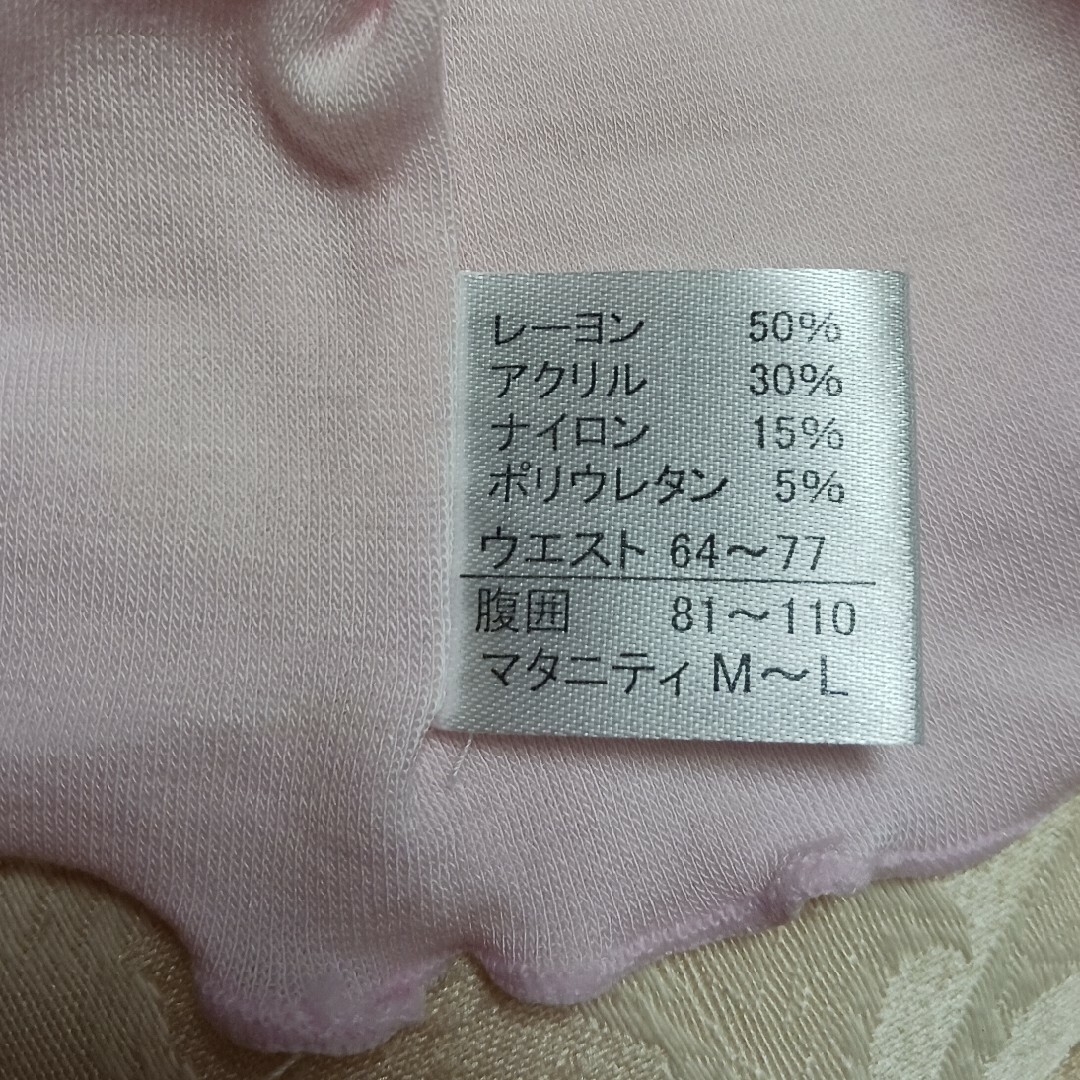 レーヨン 50%
アクリル 30%
ナイロン 15%
ポリウレタン 5%
ウエスト 64〜77
腹囲 81〜110
マタニティ M〜L